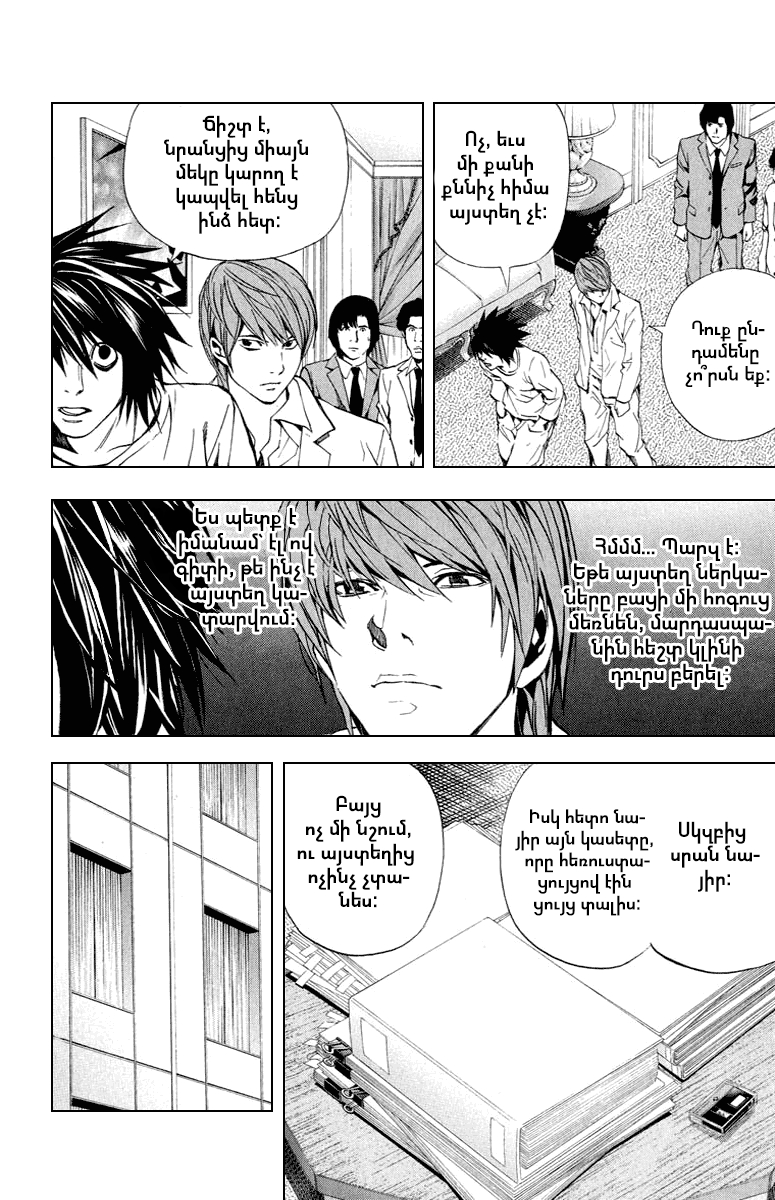 Դուք ըն-
դամենը
չո՞րսն եք:
Ոչ, եւս
մի քանի
քննիչ հիմա
այստեղ չէ:
Ճիշտ է,
նրանցից միայն
մեկը կարող է
կապվել հենց
ինձ հետ:
Հմմմ... Պարզ է:
Եթե այստեղ ներկա-
ները բացի մի հոգուց
մեռնեն, մարդասպա-
նին հեշտ կլինի
դուրս բերել:
Ես պետք է
իմանամ՝ էլ ով
գիտի, թե ինչ է
այստեղ կա-
տարվում:
Սկզբից
սրան նա-
յիր:
Իսկ հետո նա-
յիր այն կասետը,
որը հեռուստա-
ցույցով էին
ցույց տալիս:
Բայց
ոչ մի նշում,
ու այստեղից
ոչինչ չտա-
նես: